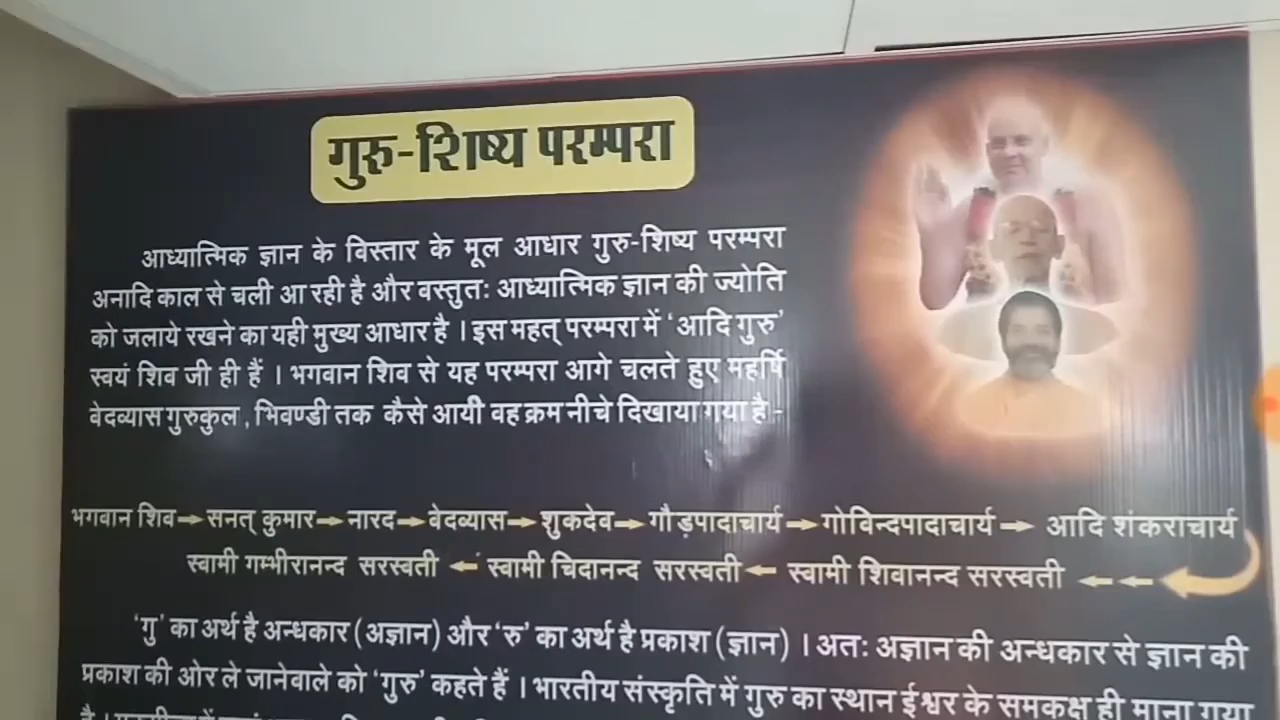 गुरु-शिष्य परम्परा
आध्यात्मिक ज्ञान के विस्तार के मूल आधार गुरु-शिष्य परम्परा
अनादि काल से चली आ रही है और वस्तुतः आध्यात्मिक ज्ञान की ज्योति
को जलाये रखने का यही मुख्य आधार है । इस महत् परम्परा में ‘आदि गुरु’
स्वयं शिव जी ही हैं । भगवान शिव से यह परम्परा आगे चलते हुए महर्षि
वेदव्यास गुरुकुल , भिवण्डी तक कैसे आयी वह क्रम नीचे दिखाया गया है -
भगवान शिव→सनत् कुमार→नारद→वेदव्यास→शुकदेव→गौड़पादाचार्य→गोविन्दपादाचार्य→ आदि शंकराचार्य
स्वामी गम्भीरानन्द सरस्वती ← स्वामी चिदानन्द सरस्वती ← स्वामी शिवानन्द सरस्वती ←←←
‘गु’ का अर्थ है अन्धकार (अज्ञान) और ‘रु’ का अर्थ है प्रकाश (ज्ञान) । अतः अज्ञान की अन्धकार से ज्ञान की
प्रकाश की ओर ले जानेवाले को ‘गुरु’ कहते हैं । भारतीय संस्कृति में गुरु का स्थान ईश्वर के समकक्ष ही माना गया
है ।